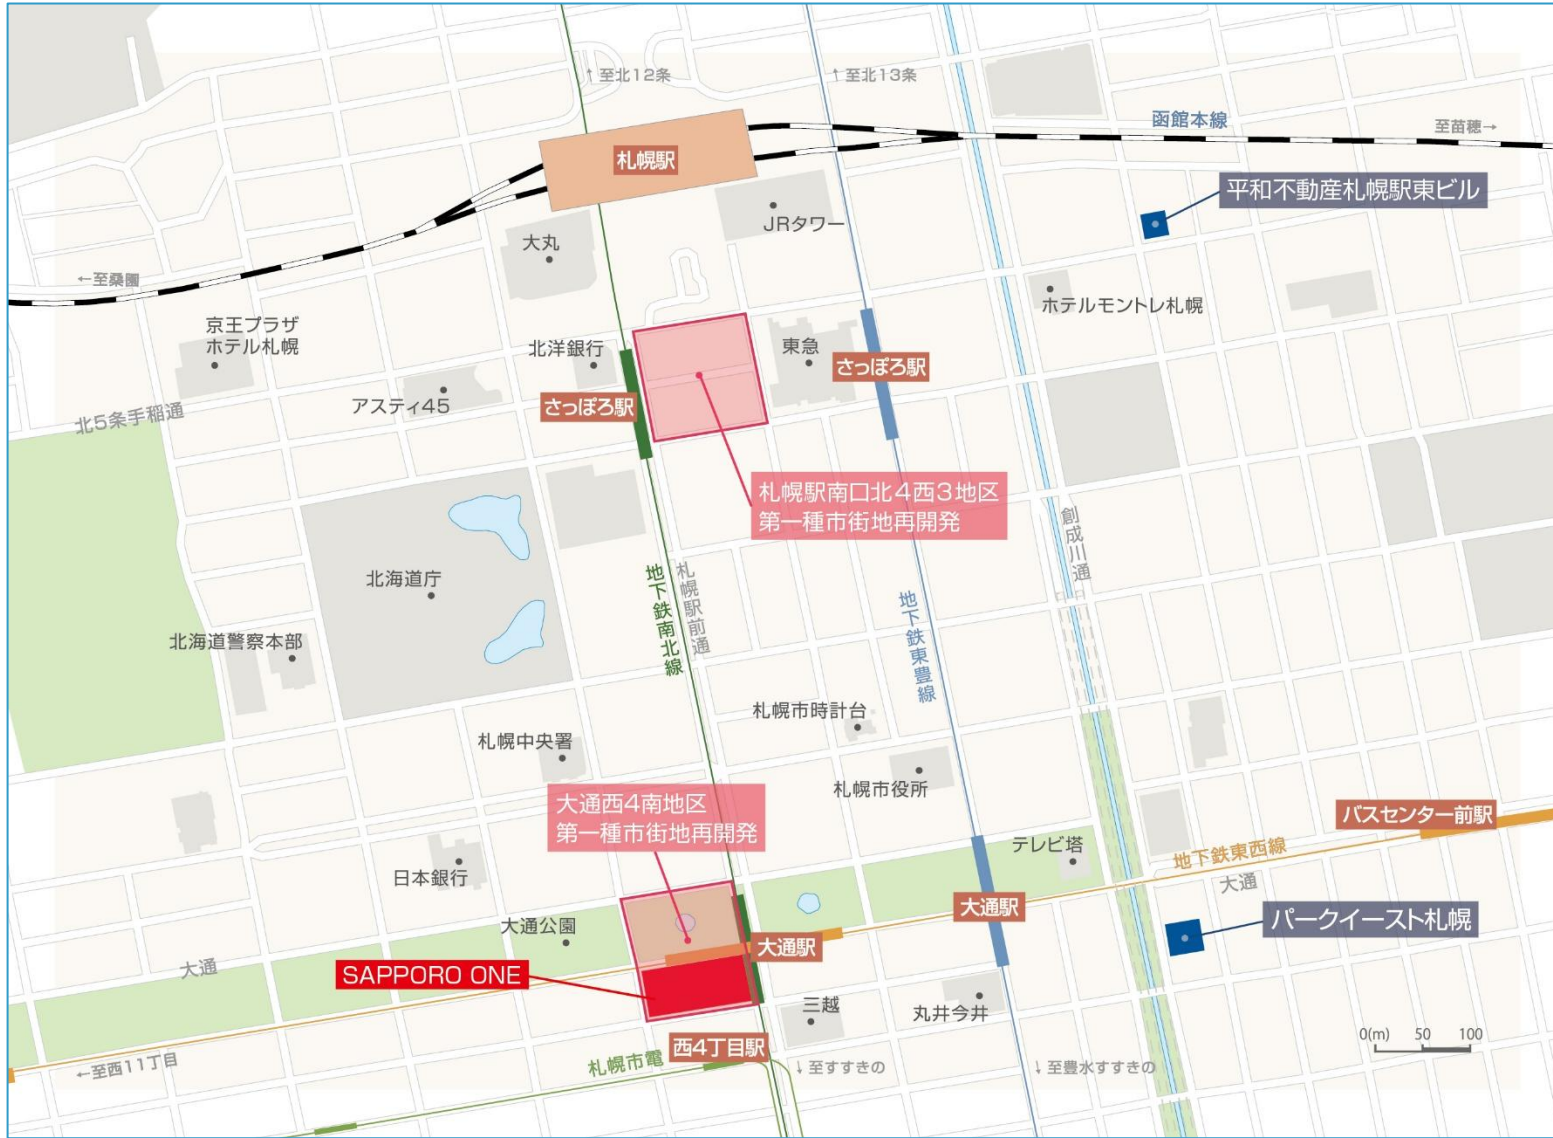 ↑至北12条
↑至北13条
函館本線
至苗穂→
札幌駅
平和不動産札幌駅東ビル
JRタワー
大丸
←至桑園
ホテルモントレ札幌
京王プラザ
ホテル札幌
北洋銀行
東急
さっぽろ駅
アスティ45
さっぽろ駅
北5条手稲通
札幌駅南口北4西3地区
第一種市街地再開発
創成川通
北海道庁
地下鉄南北線
札幌駅前通
地下鉄東豊線
北海道警察本部
札幌市時計台
札幌中央署
札幌市役所
大通西4南地区
第一種市街地再開発
バスセンター前駅
テレビ塔
地下鉄東西線
日本銀行
大通
大通駅
パークイースト札幌
大通公園
大通駅
大通
SAPPORO ONE
三越
丸井今井
0(m) 50 100
西4丁目駅
札幌市電
←至西11丁目
↓至すすきの
↓至豊水すすきの